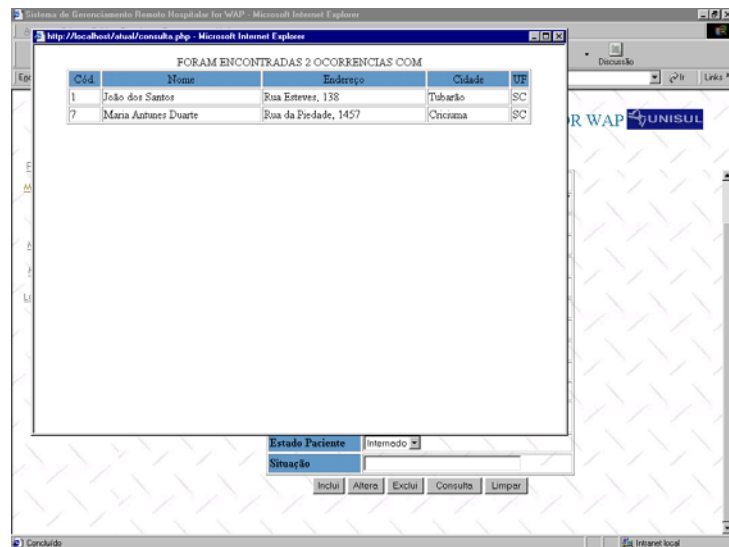 Sistema de Gerenciamento Remoto Hospitalar for WAP - Microsoft Internet Explorer
http://localhost/atual/consulta.php - Microsoft Internet Explorer
Discussão
Ir
Links
FORAM ENCONTRADAS 2 OCORRENCIAS COM
Cód. Nome Endereço Cidade UF
1 João dos Santos Rua Esteves, 138 Tubarão SC
7 Maria Antunes Duarte Rua da Piedade, 1457 Criciuma SC
OR WAP UNISUL
Estado Paciente Internado
Situação
Inclui Altera Exclui Consulta Limpar
Concluído
Intranet local